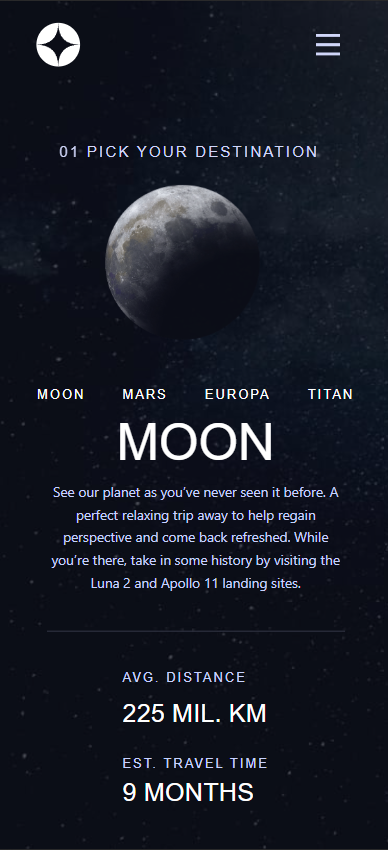 01 PICK YOUR DESTINATION
MOON MARS EUROPA TITAN
MOON
See our planet as you’ve never seen it before. A
perfect relaxing trip away to help regain
perspective and come back refreshed. While
you’re there, take in some history by visiting the
Luna 2 and Apollo 11 landing sites.
AVG. DISTANCE
225 MIL. KM
EST. TRAVEL TIME
9 MONTHS